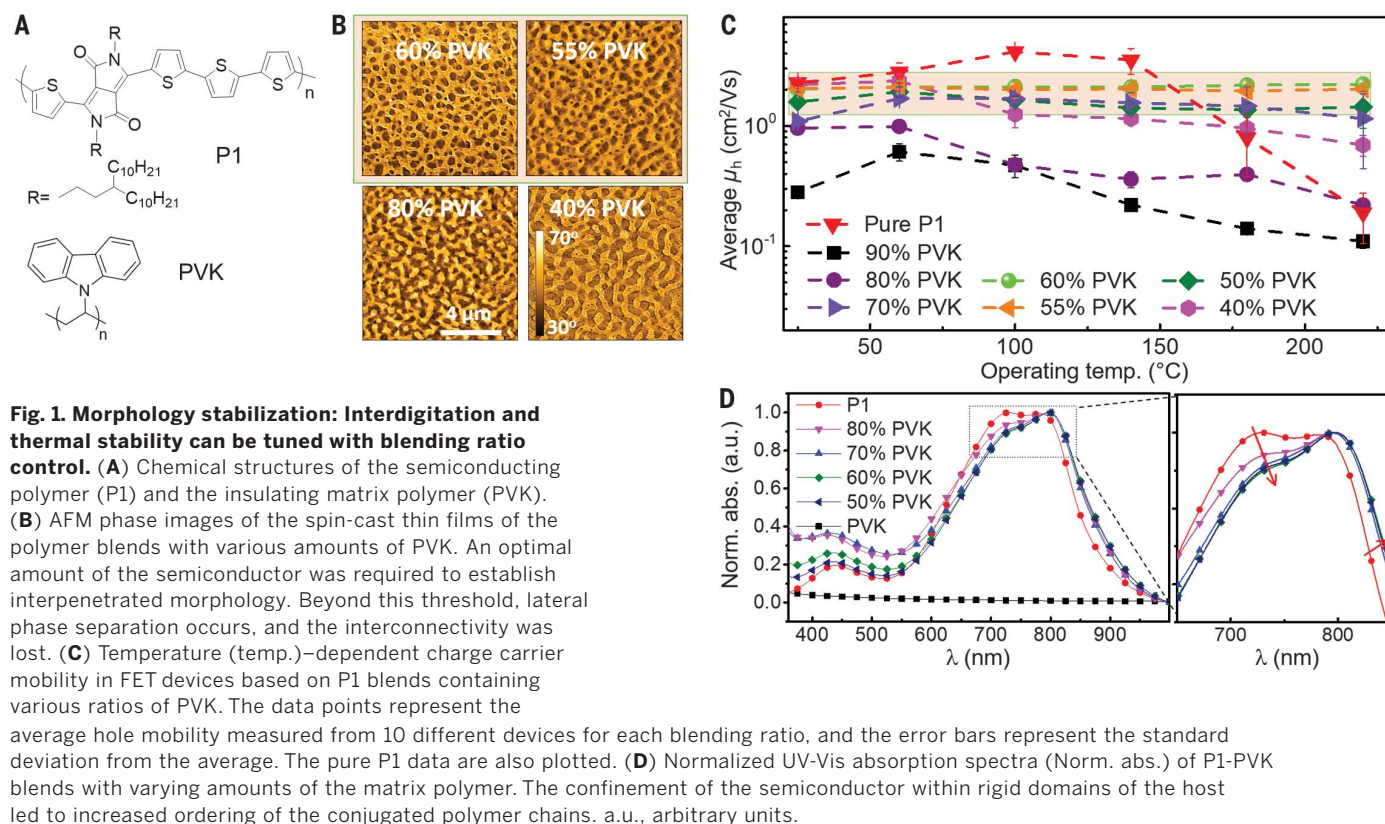 A
R
O
N
S
S
S
S
n
N
O
R
P1
C10H21
R=
C10H21
PVK
N
n
B
60% PVK
55% PVK
80% PVK
40% PVK
70º
30º
4 μm
C
Average μh (cm²/Vs)
10⁰
10⁻¹
Pure P1
90% PVK
80% PVK
70% PVK
60% PVK
55% PVK
50% PVK
40% PVK
50 100 150 200
Operating temp. (°C)
D
Norm. abs. (a.u.)
1.0
0.8
0.6
0.4
0.2
0.0
P1
80% PVK
70% PVK
60% PVK
50% PVK
PVK
400 500 600 700 800 900
λ (nm)
700 800
λ (nm)
Fig. 1. Morphology stabilization: Interdigitation and
thermal stability can be tuned with blending ratio
control. (A) Chemical structures of the semiconducting
polymer (P1) and the insulating matrix polymer (PVK).
(B) AFM phase images of the spin-cast thin films of the
polymer blends with various amounts of PVK. An optimal
amount of the semiconductor was required to establish
interpenetrated morphology. Beyond this threshold, lateral
phase separation occurs, and the interconnectivity was
lost. (C) Temperature (temp.)–dependent charge carrier
mobility in FET devices based on P1 blends containing
various ratios of PVK. The data points represent the
average hole mobility measured from 10 different devices for each blending ratio, and the error bars represent the standard
deviation from the average. The pure P1 data are also plotted. (D) Normalized UV-Vis absorption spectra (Norm. abs.) of P1-PVK
blends with varying amounts of the matrix polymer. The confinement of the semiconductor within rigid domains of the host
led to increased ordering of the conjugated polymer chains. a.u., arbitrary units.